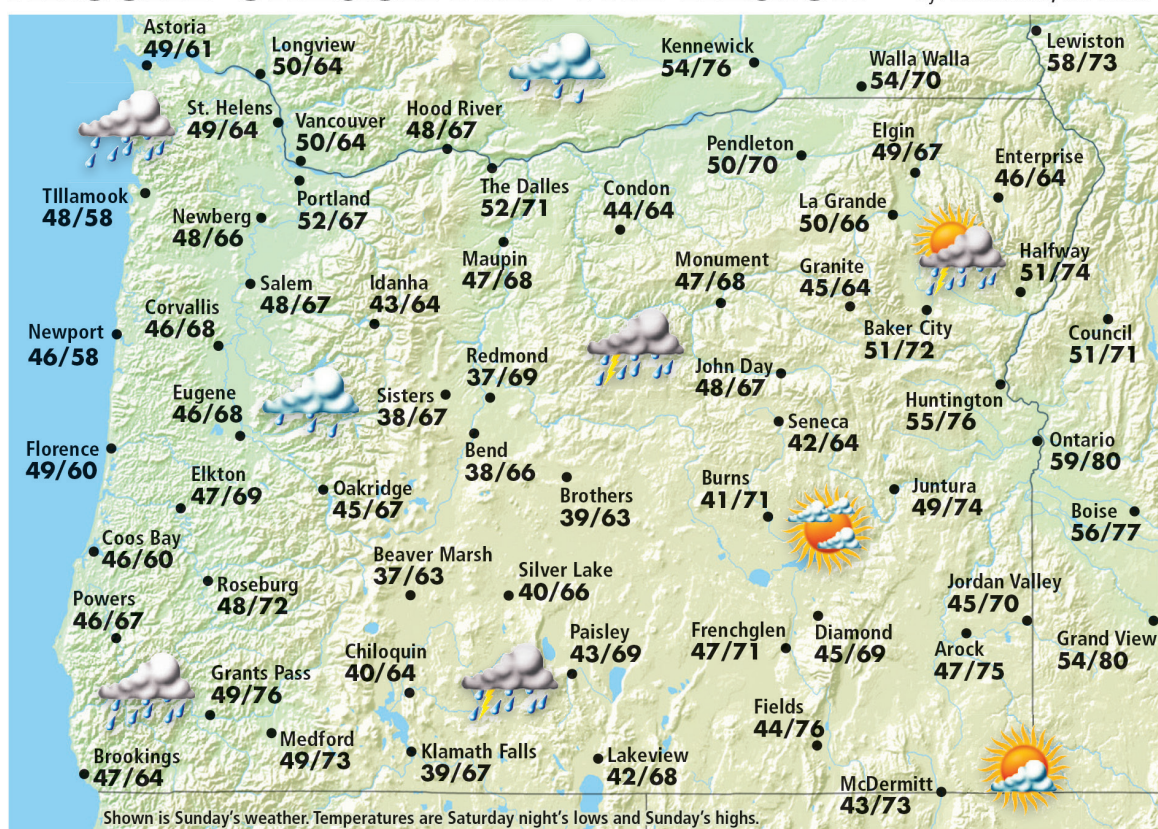 Astoria
49/61
Longview
50/64
Kennewick
54/76
Walla Walla
54/70
Lewiston
58/73
St. Helens
49/64
Vancouver
50/64
Hood River
48/67
Pendleton
50/70
Elgin
49/67
Enterprise
46/64
TIllamook
48/58
Newberg
48/66
Portland
52/67
The Dalles
52/71
Condon
44/64
La Grande
50/66
Maupin
47/68
Monument
47/68
Granite
45/64
Halfway
51/74
Salem
48/67
Idanha
43/64
Corvallis
46/68
Newport
46/58
Baker City
51/72
Council
51/71
Redmond
37/69
John Day
48/67
Eugene
46/68
Sisters
38/67
Huntington
55/76
Seneca
42/64
Ontario
59/80
Florence
49/60
Bend
38/66
Elkton
47/69
Oakridge
45/67
Brothers
39/63
Burns
41/71
Juntura
49/74
Boise
56/77
Coos Bay
46/60
Beaver Marsh
37/63
Silver Lake
40/66
Roseburg
48/72
Jordan Valley
45/70
Powers
46/67
Chiloquin
40/64
Paisley
43/69
Frenchglen
47/71
Diamond
45/69
Arock
47/75
Grand View
54/80
Grants Pass
49/76
Fields
44/76
Medford
49/73
Klamath Falls
39/67
Lakeview
42/68
Brookings
47/64
McDermitt
43/73
Shown is Sunday's weather. Temperatures are Saturday night's lows and Sunday's highs.